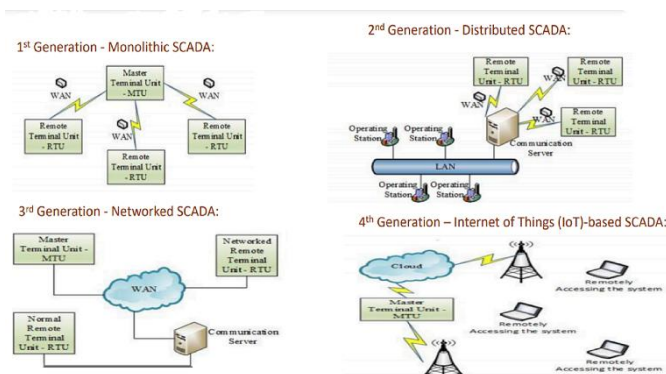 1st Generation - Monolithic SCADA:
Master
Terminal Unit
- MTU
WAN
WAN
WAN
Remote
Terminal Unit
- RTU
Remote
Terminal Unit
- RTU
Remote
Terminal Unit
- RTU
2nd Generation - Distributed SCADA:
Remote
Terminal
Unit - RTU
Remote
Terminal
Unit - RTU
Remote
Terminal
Unit - RTU
WAN
WAN
WAN
Communication
Server
Operating
Station
Operating
Station
LAN
Operating
Station
Operating
Station
3rd Generation - Networked SCADA:
Master
Terminal Unit -
MTU
Networked
Remote
Terminal
Unit - RTU
WAN
Normal
Remote
Terminal
Unit - RTU
Communication
Server
4th Generation – Internet of Things (IoT)-based SCADA:
Cloud
Remotely
Accessing the system
Master
Terminal Unit -
MTU
Remotely
Accessing the system
Remotely
Accessing the system